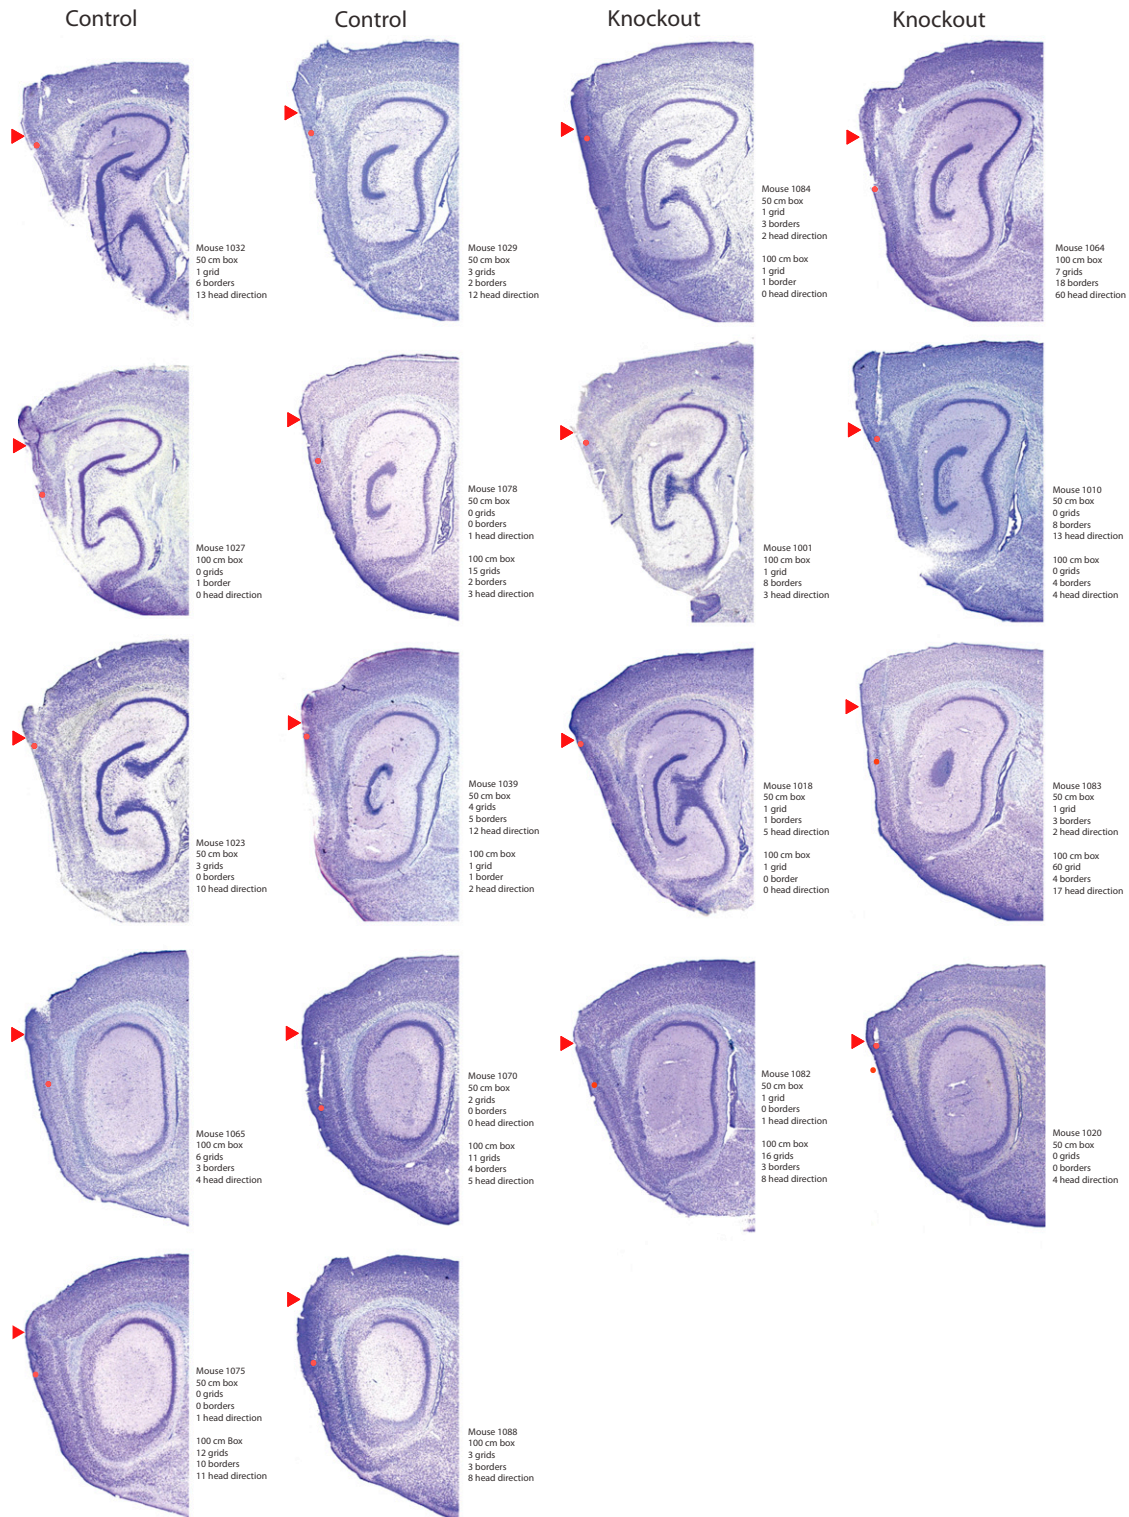 Control
Control
Knockout
Knockout
Mouse 1032
50 cm box
1 grid
6 borders
13 head direction
Mouse 1029
50 cm box
3 grids
2 borders
12 head direction
Mouse 1084
50 cm box
1 grid
3 borders
2 head direction
100 cm box
1 grid
1 border
0 head direction
Mouse 1064
100 cm box
7 grids
18 borders
60 head direction
Mouse 1027
100 cm box
0 grids
1 border
0 head direction
Mouse 1078
50 cm box
0 grids
0 borders
1 head direction
100 cm box
15 grids
2 borders
3 head direction
Mouse 1001
100 cm box
1 grid
8 borders
3 head direction
Mouse 1010
50 cm box
0 grids
8 borders
13 head direction
100 cm box
0 grids
4 borders
4 head direction
Mouse 1023
50 cm box
3 grids
0 borders
10 head direction
Mouse 1039
50 cm box
4 grids
5 borders
12 head direction
100 cm box
1 grid
1 border
2 head direction
Mouse 1018
50 cm box
1 grid
1 borders
5 head direction
100 cm box
1 grid
0 border
0 head direction
Mouse 1083
50 cm box
1 grid
3 borders
2 head direction
100 cm box
60 grid
4 borders
17 head direction
Mouse 1065
100 cm box
6 grids
3 borders
4 head direction
Mouse 1070
50 cm box
2 grids
0 borders
0 head direction
100 cm box
11 grids
4 borders
5 head direction
Mouse 1082
50 cm box
1 grid
0 borders
1 head direction
100 cm box
16 grids
3 borders
8 head direction
Mouse 1020
50 cm box
0 grids
0 borders
4 head direction
Mouse 1075
50 cm box
0 grids
0 borders
1 head direction
100 cm Box
12 grids
10 borders
11 head direction
Mouse 1088
100 cm box
3 grids
3 borders
8 head direction